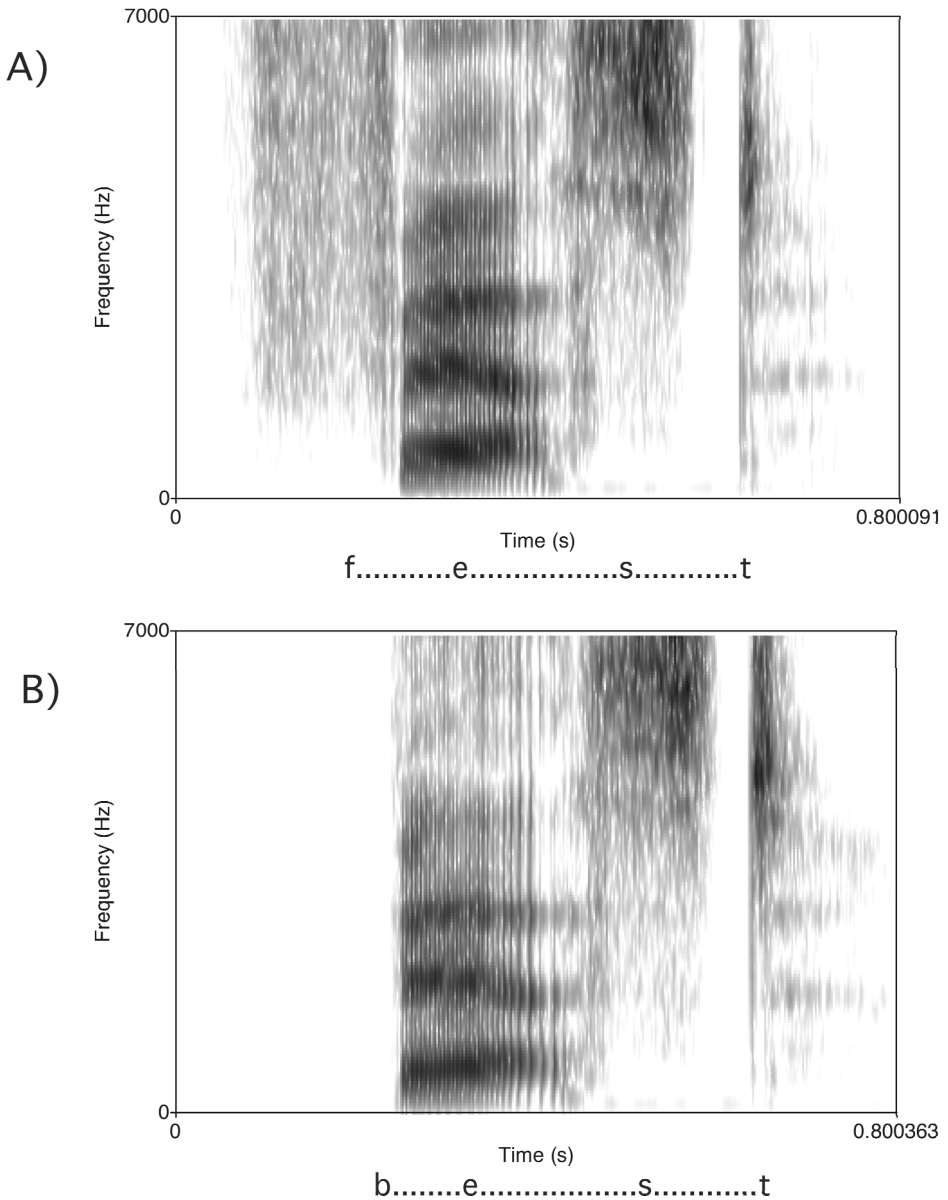 A)
7000
Frequency (Hz)
0
0 0.800091
Time (s)
f...........e.................s............t
B)
7000
Frequency (Hz)
0
0 0.800363
Time (s)
b........e.................s............t